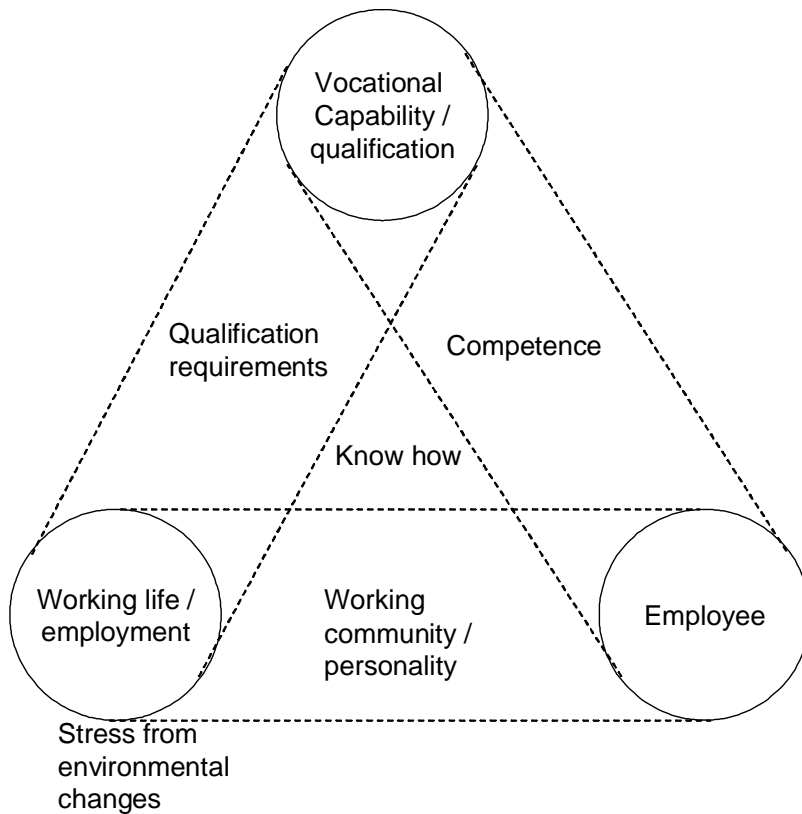 Vocational
Capability /
qualification
Qualification
requirements
Competence
Know how
Working life /
employment
Working
community /
personality
Employee
Stress from
environmental
changes